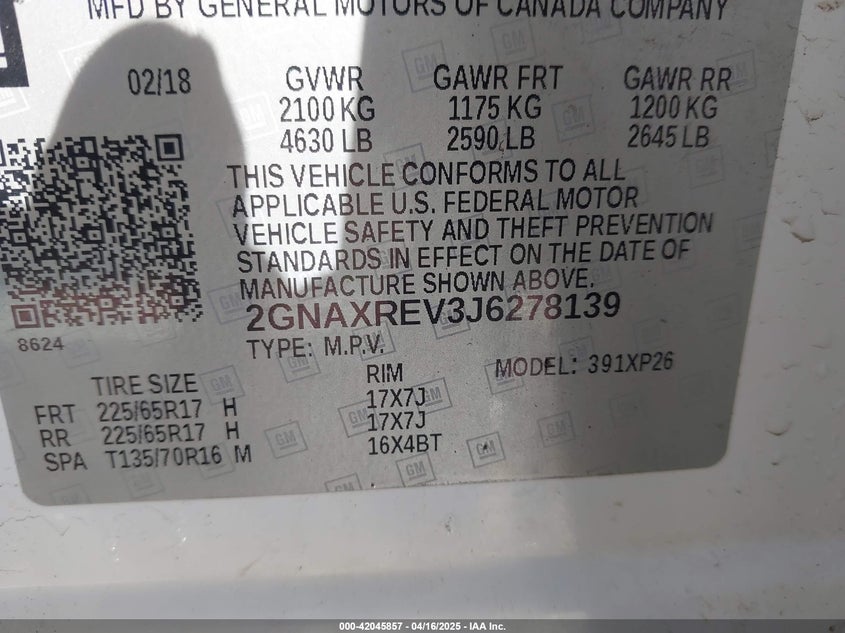 MFD BY GENERAL MOTORS OF CANADA COMPANY
02/18 GVWR GAWR FRT GAWR RR
2100 KG 1175 KG 1200 KG
4630 LB 2590 LB 2645 LB
THIS VEHICLE CONFORMS TO ALL
APPLICABLE U.S. FEDERAL MOTOR
VEHICLE SAFETY AND THEFT PREVENTION
STANDARDS IN EFFECT ON THE DATE OF
MANUFACTURE SHOWN ABOVE.
2GNAXREV3J6278139
8624
TYPE: M.P.V. MODEL: 391XP26
TIRE SIZE RIM
FRT 225/65R17 H 17X7J
RR 225/65R17 H 17X7J
SPA T135/70R16 M 16X4BT
000-42045857 - 04/16/2025 - IAA Inc.